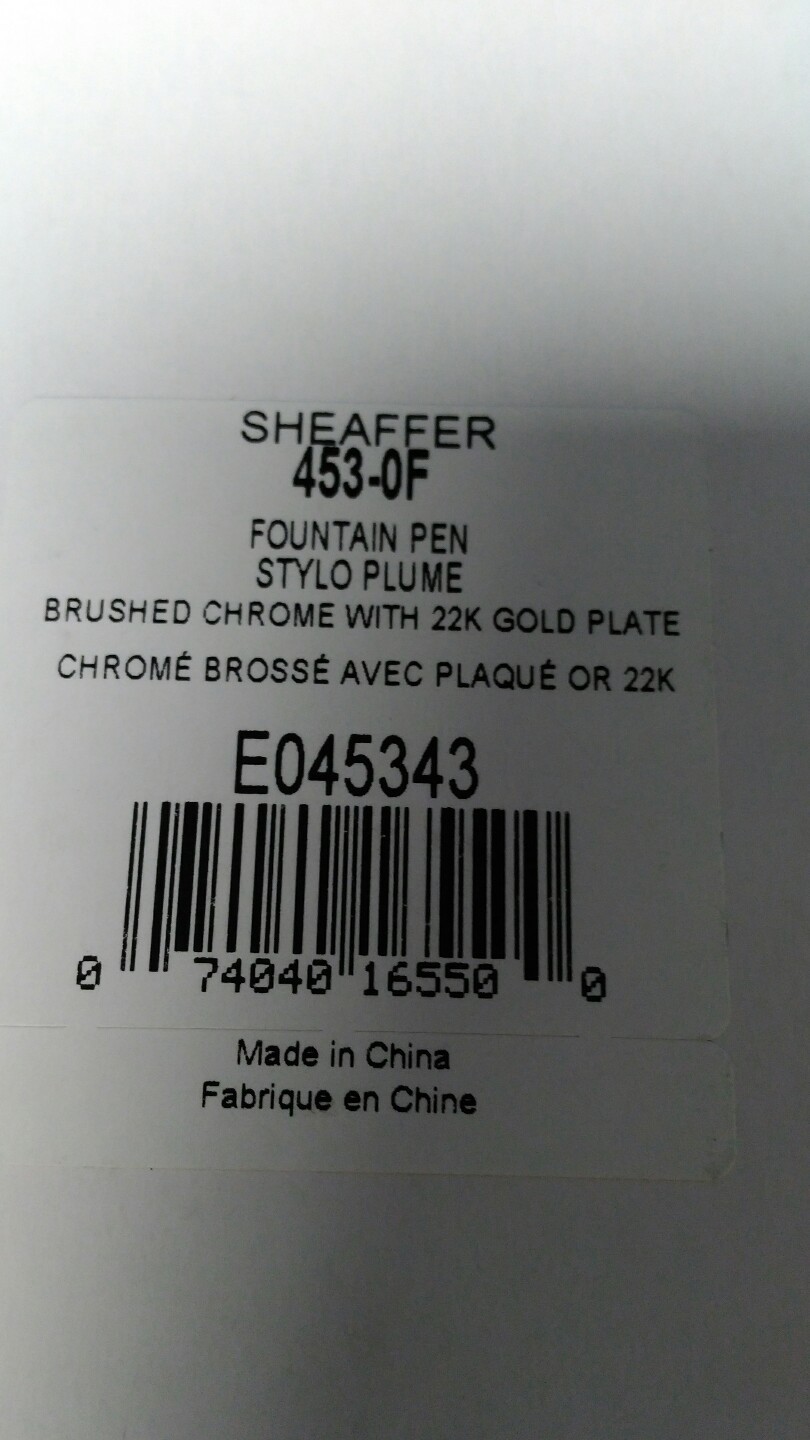 SHEAFFER
453-0F
FOUNTAIN PEN
STYLO PLUME
BRUSHED CHROME WITH 22K GOLD PLATE
CHROMÉ BROSSÉ AVEC PLAQUÉ OR 22K
E045343
0 74040 16550 0
Made in China
Fabrique en Chine